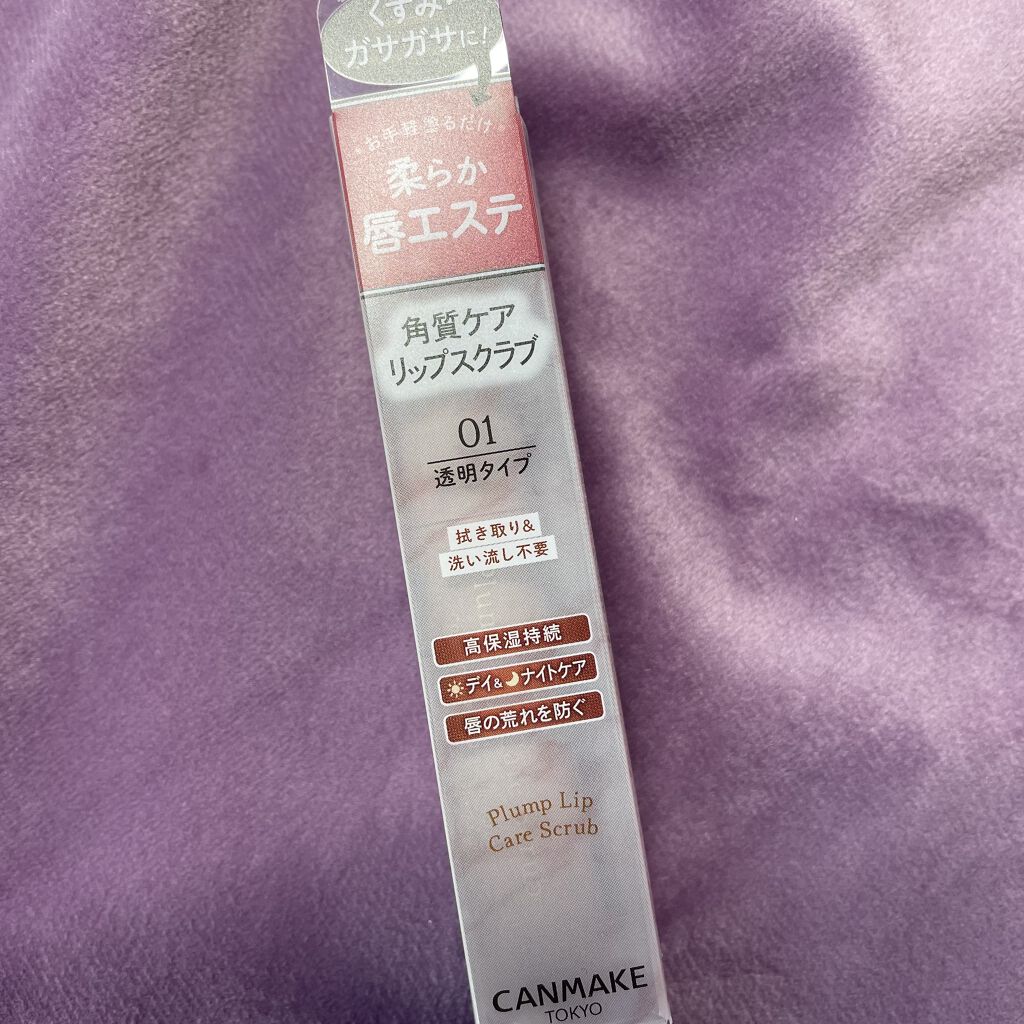 くすみ・
ガサガサに!
お手軽塗るだけ
柔らか
唇エステ
角質ケア
リップスクラブ
01
透明タイプ
拭き取り&
洗い流し不要
高保湿持続
デイ&ナイトケア
唇の荒れを防ぐ
Plump Lip
Care Scrub
CANMAKE
TOKYO